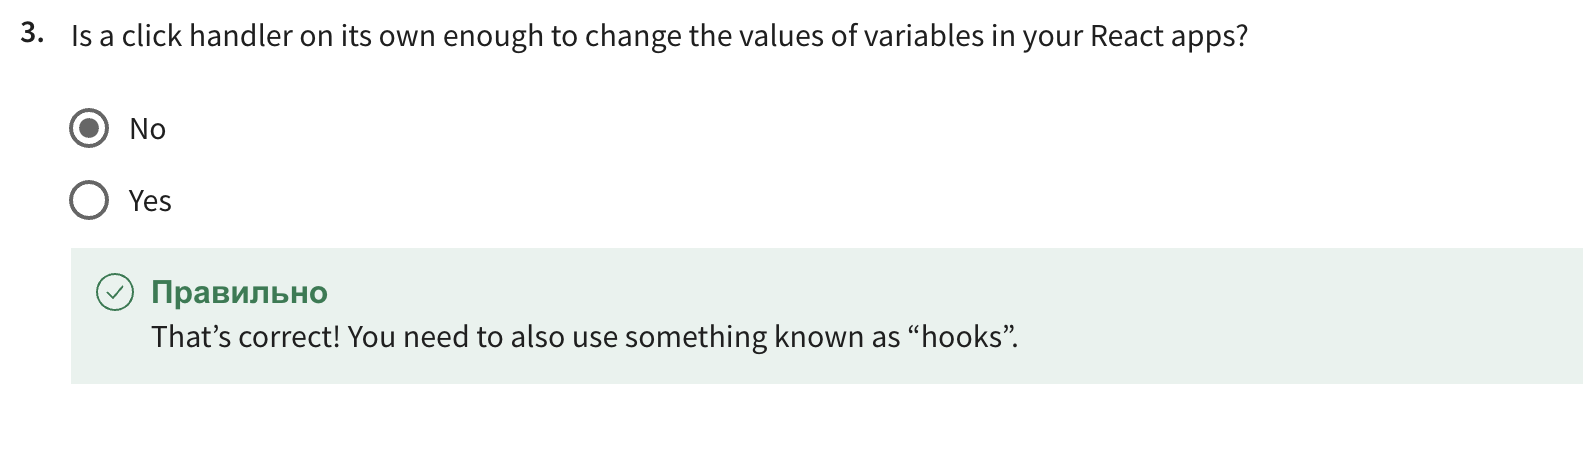 3. Is a click handler on its own enough to change the values of variables in your React apps?
No
Yes
Правильно
That’s correct! You need to also use something known as “hooks”.